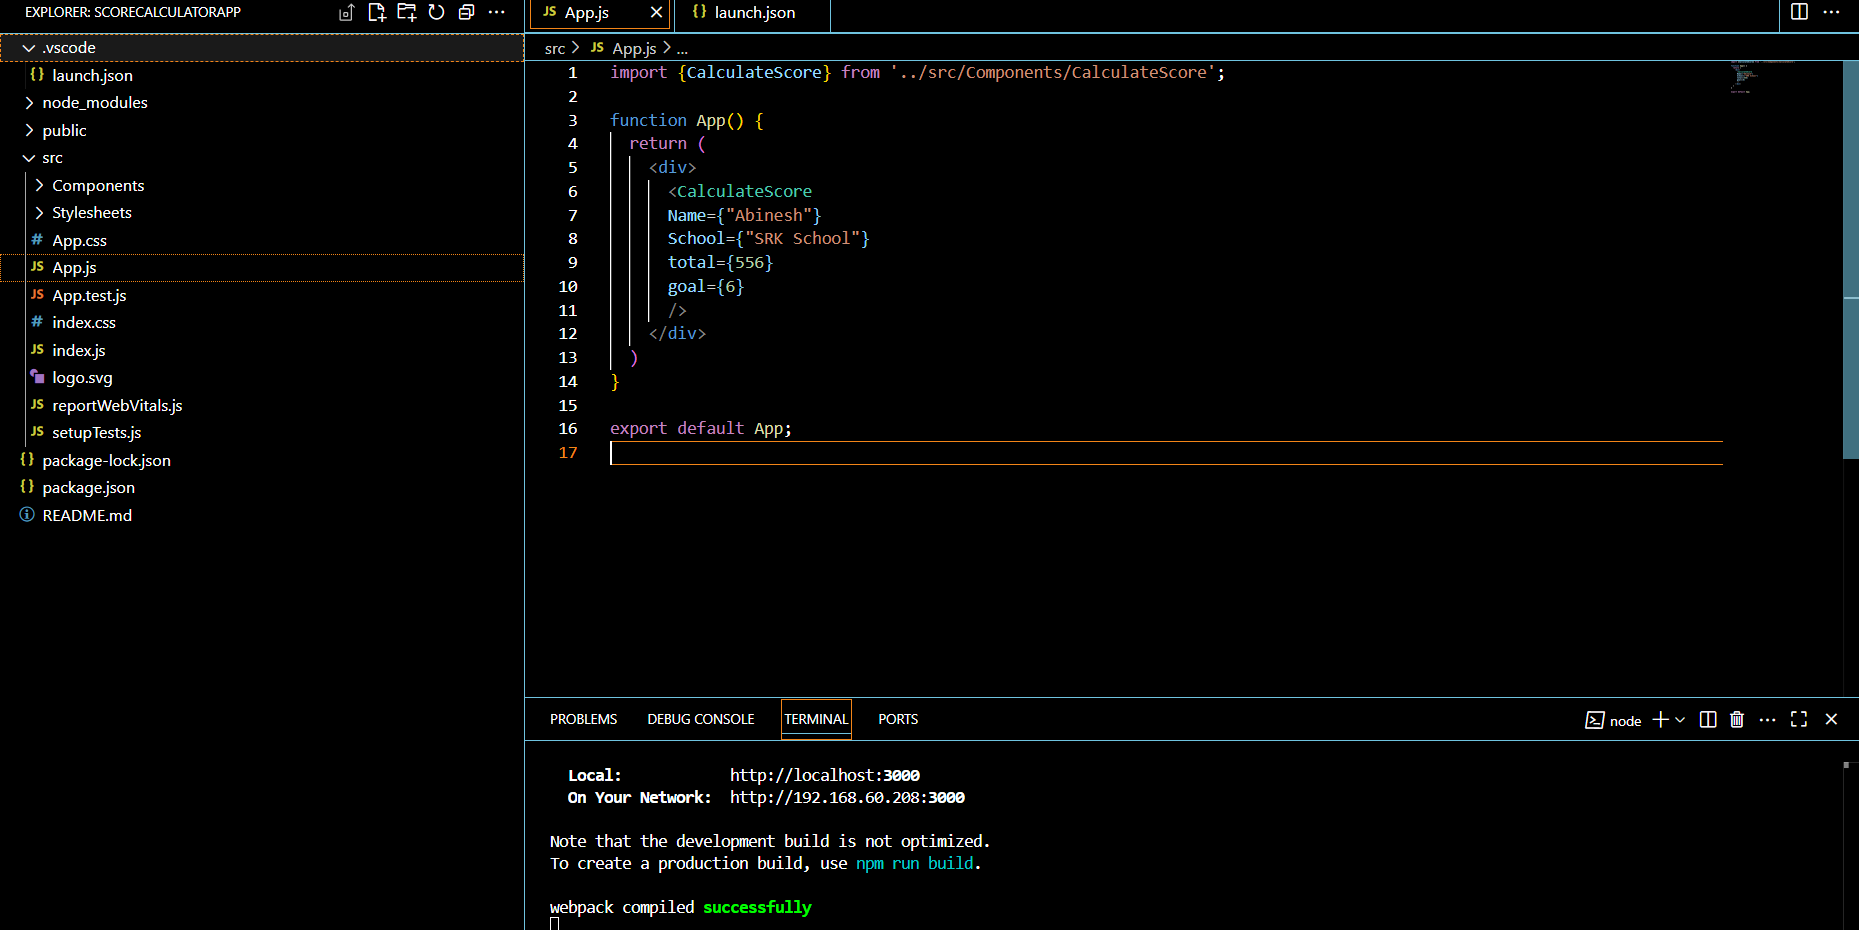 EXPLORER: SCORECALCULATORAPP
.vscode
{} launch.json
node_modules
public
src
Components
Stylesheets
# App.css
JS App.js
JS App.test.js
# index.css
JS index.js
logo.svg
JS reportWebVitals.js
JS setupTests.js
{} package-lock.json
{} package.json
README.md
JS App.js
{} launch.json
src > JS App.js > ...
1 import {CalculateScore} from '../src/Components/CalculateScore';
2
3 function App() {
4 return (
5 <div>
6 <CalculateScore
7 Name={"Abinesh"}
8 School={"SRK School"}
9 total={556}
10 goal={6}
11 />
12 </div>
13 )
14 }
15
16 export default App;
17
PROBLEMS DEBUG CONSOLE TERMINAL PORTS
node
Local: http://localhost:3000
On Your Network: http://192.168.60.208:3000
Note that the development build is not optimized.
To create a production build, use npm run build.
webpack compiled successfully